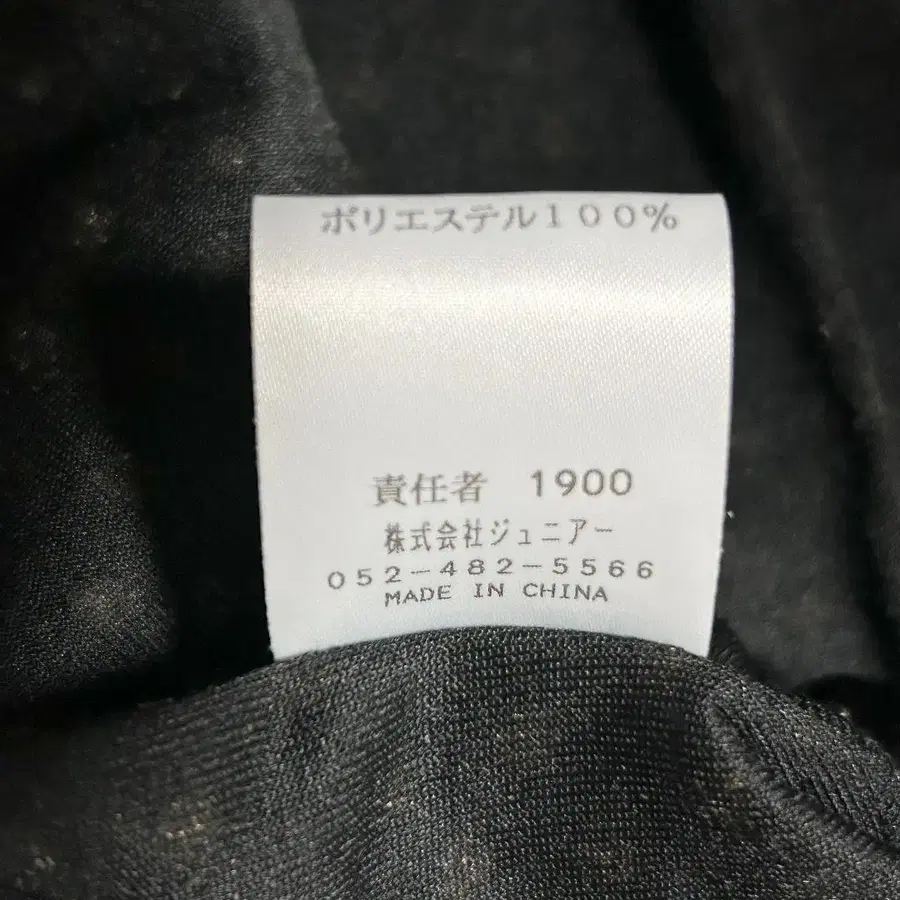 ポリエステル100%
責任者 1900
株式会社ジュニアー
052-482-5566
MADE IN CHINA